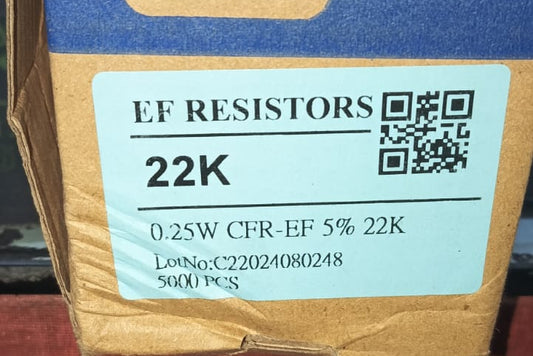 EF RESISTORS
22K
0.25W CFR-EF 5% 22K
LotNo:C22024080248
5000 PCS